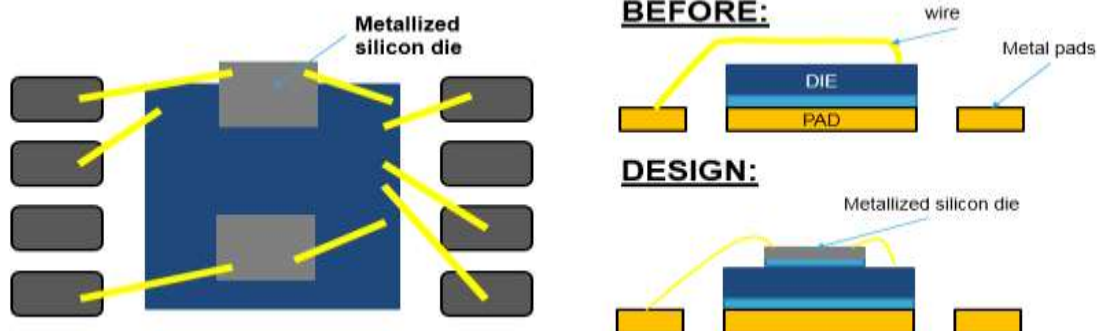 Metallized
silicon die
BEFORE:
wire
Metal pads
DIE
PAD
DESIGN:
Metallized silicon die